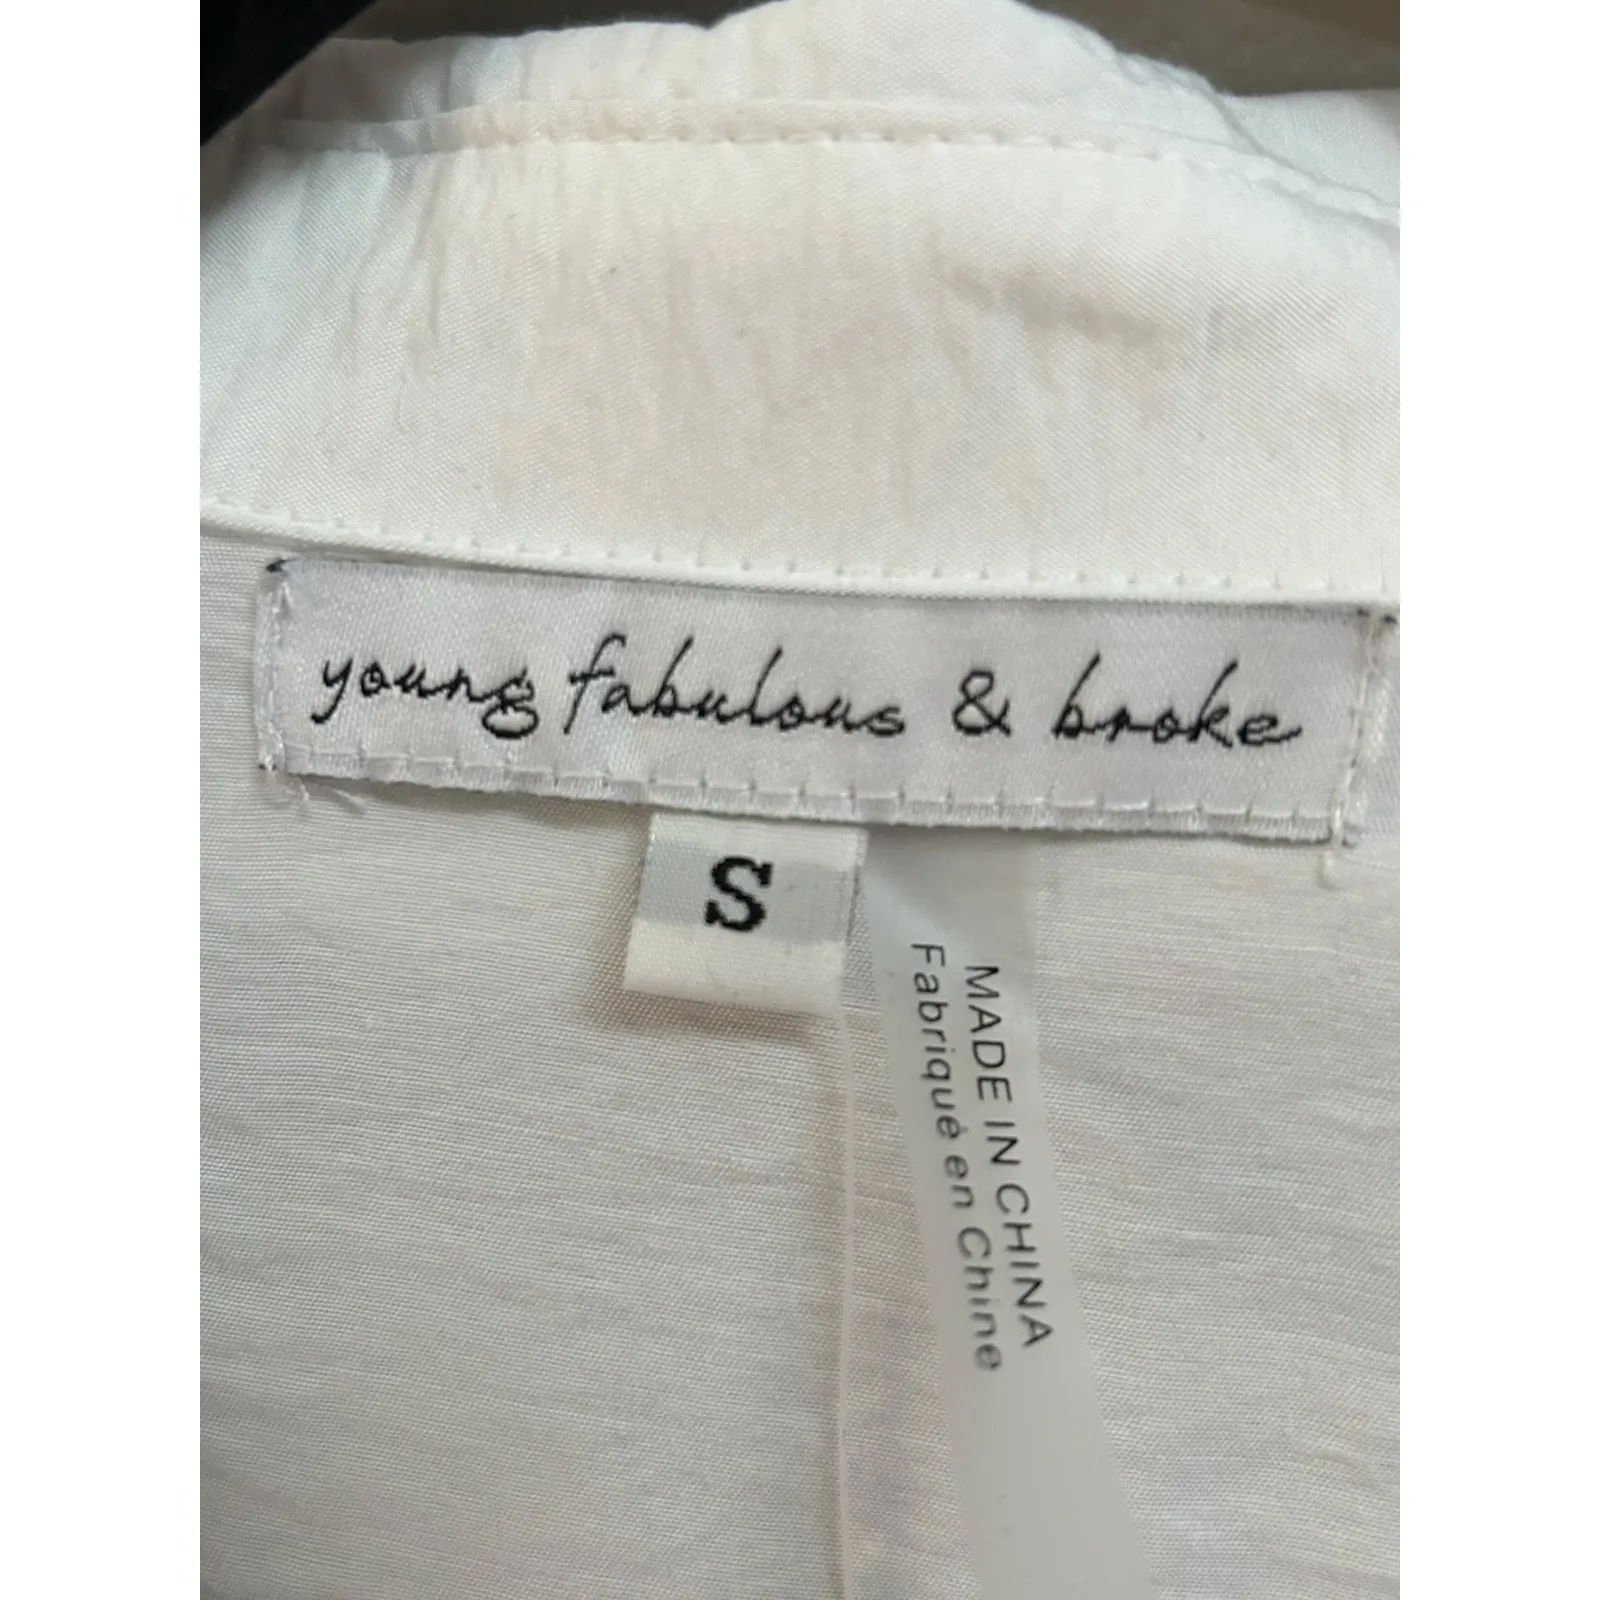 young fabulous & broke
S
MADE IN CHINA
Fabriqué en Chine